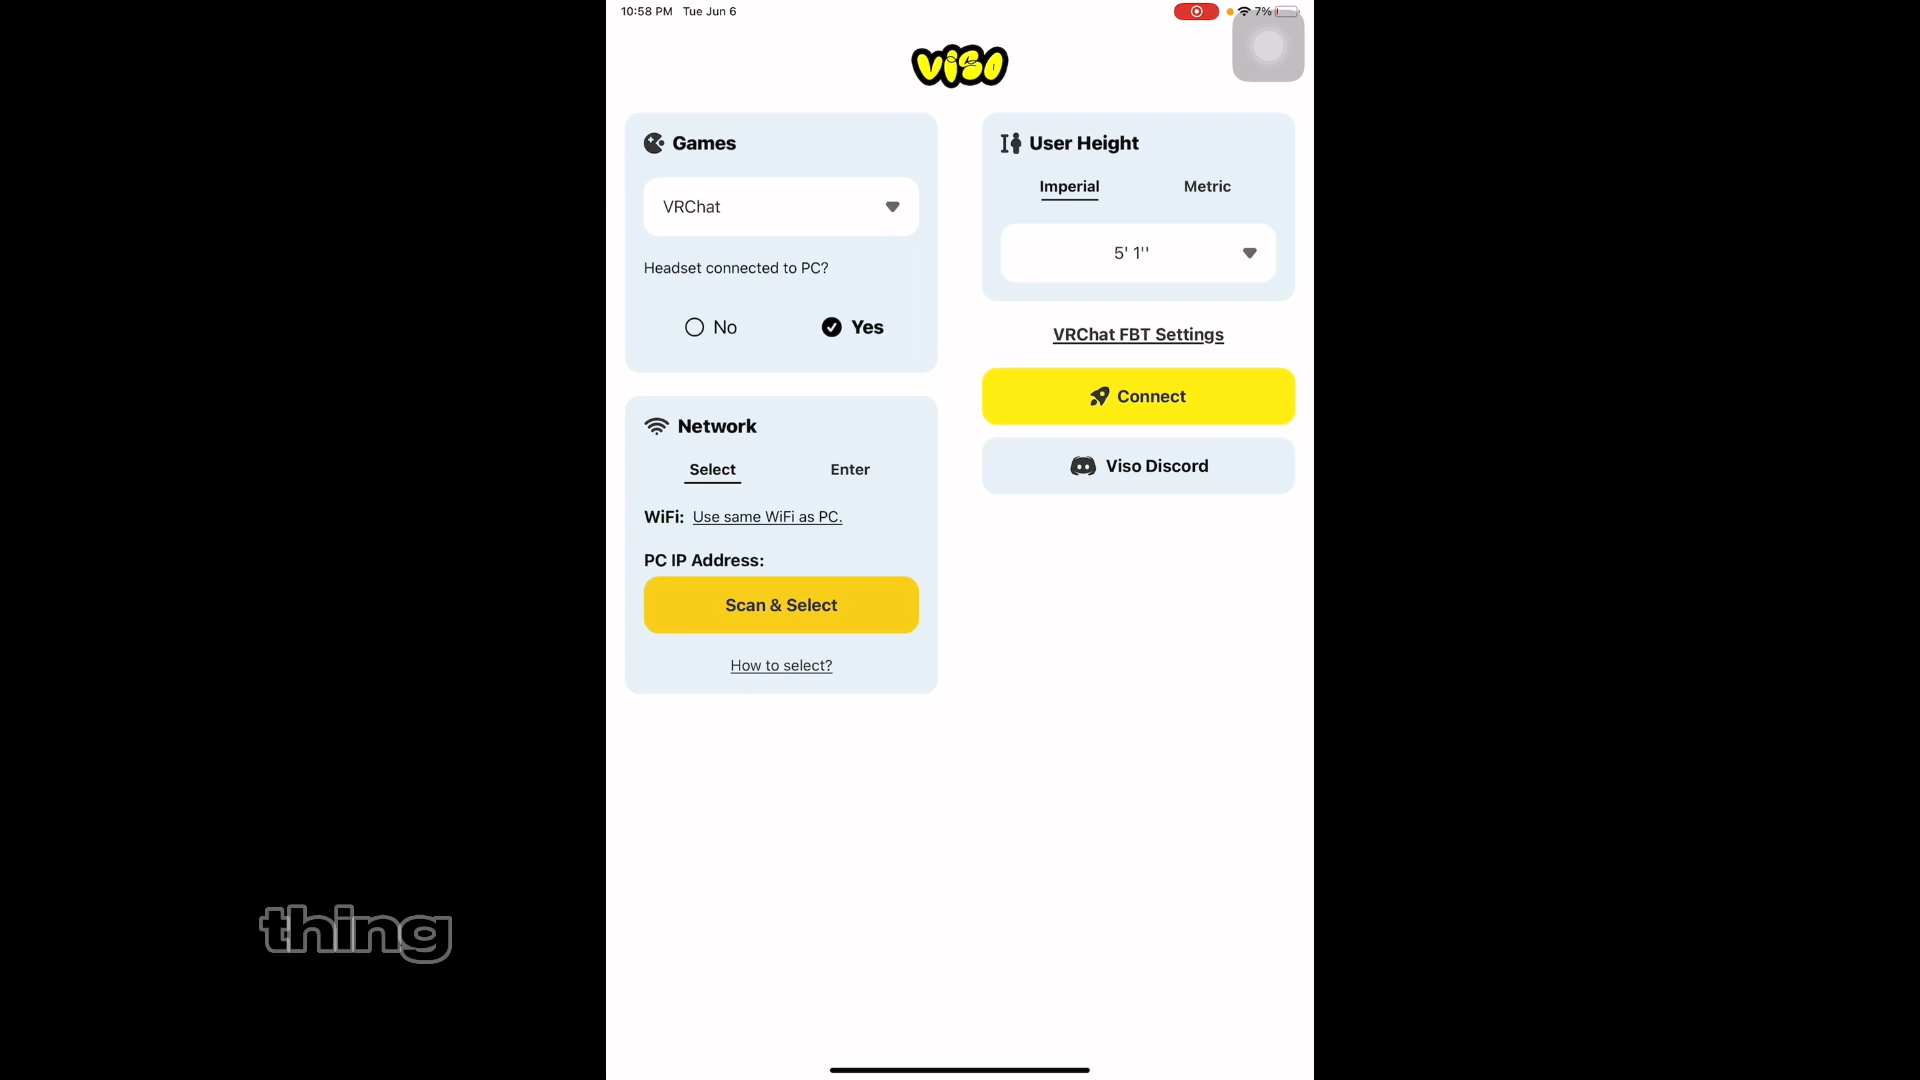 10:58 PM Tue Jun 6
7%
viso
Games
VRChat
Headset connected to PC?
No
Yes
Network
Select
Enter
WiFi: Use same WiFi as PC.
PC IP Address:
Scan & Select
How to select?
User Height
Imperial
Metric
5' 1''
VRChat FBT Settings
Connect
Viso Discord
thing